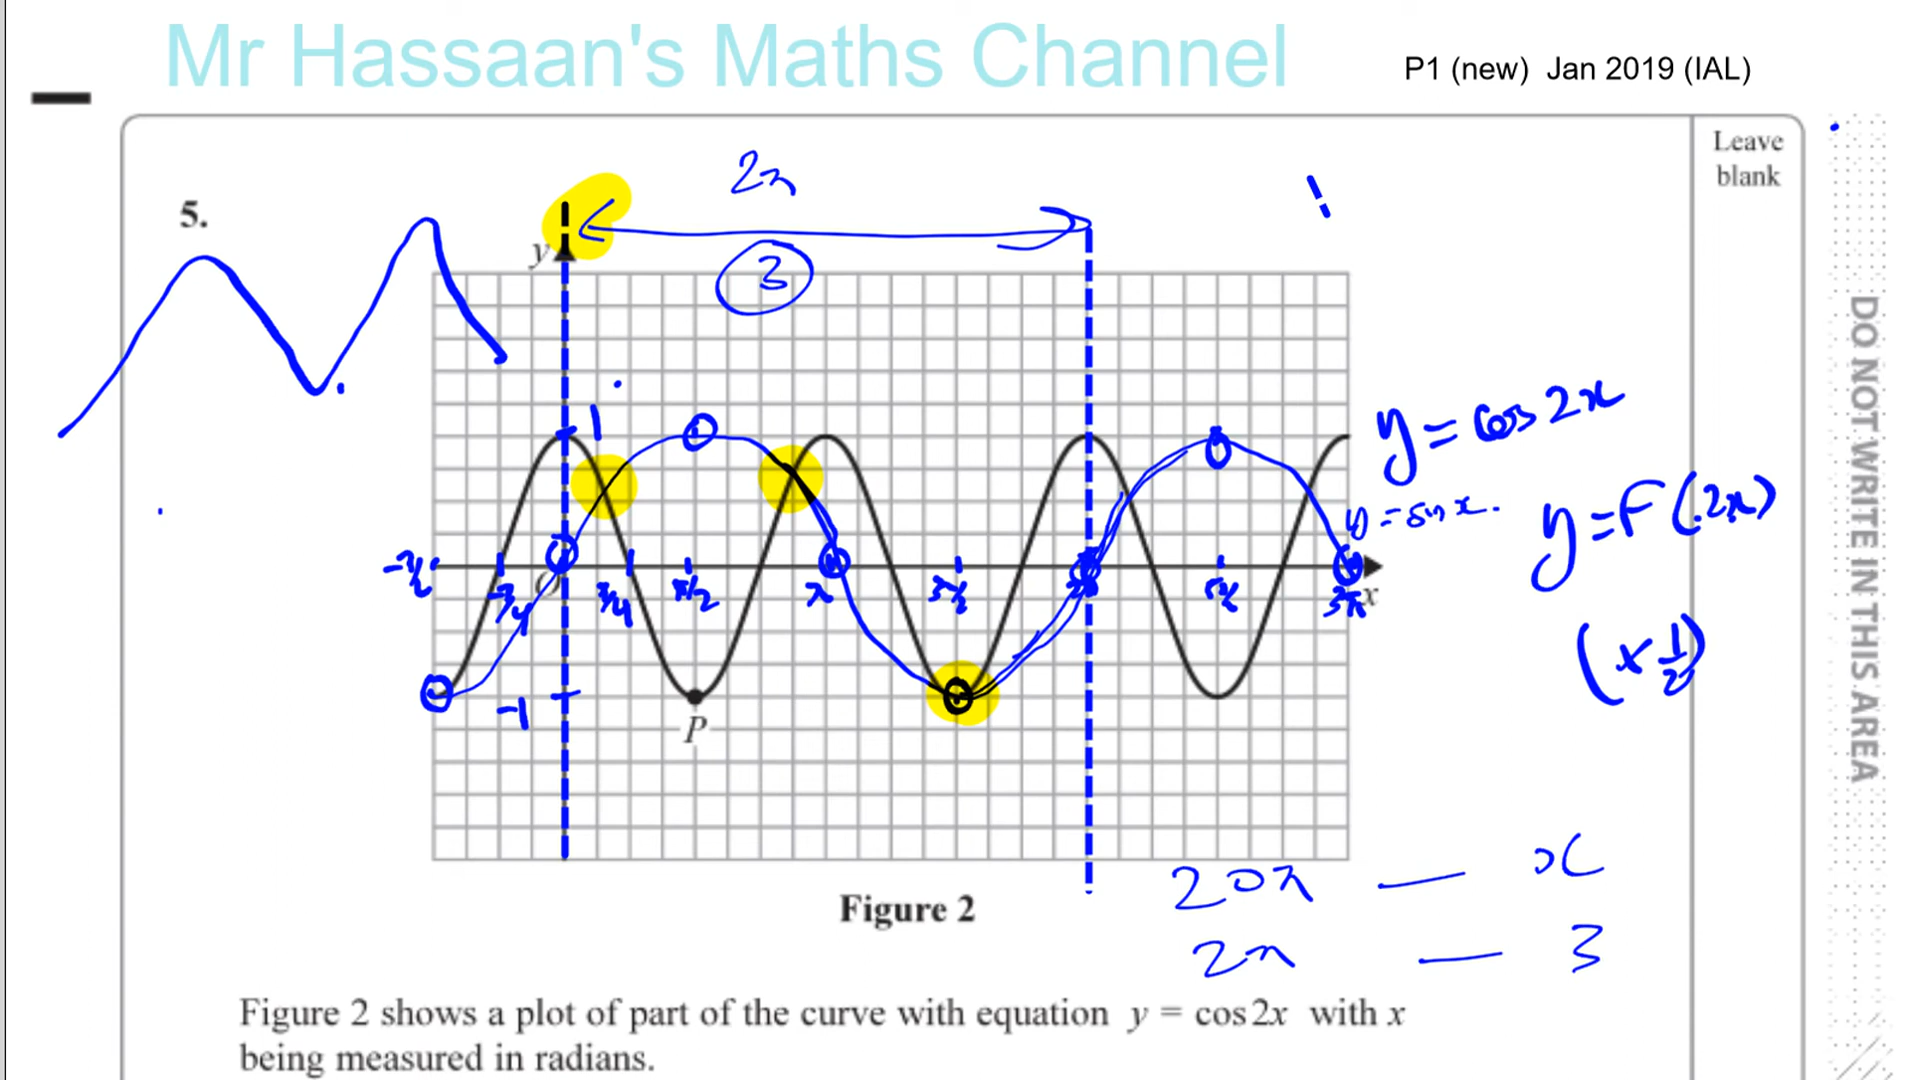 Mr Hassaan's Maths Channel
P1 (new) Jan 2019 (IAL)
Leave
blank
5.
2π
3
y
1
y = cos 2x
y = sin x.
y = F(2x)
(x 1/2)
-π/2
-π/4
O
π/4
π/2
π
3π/2
2π
5π/2
3π
x
-1
P
20π — x
2π — 3
Figure 2
Figure 2 shows a plot of part of the curve with equation y = cos 2x with x
being measured in radians.
DO NOT WRITE IN THIS AREA